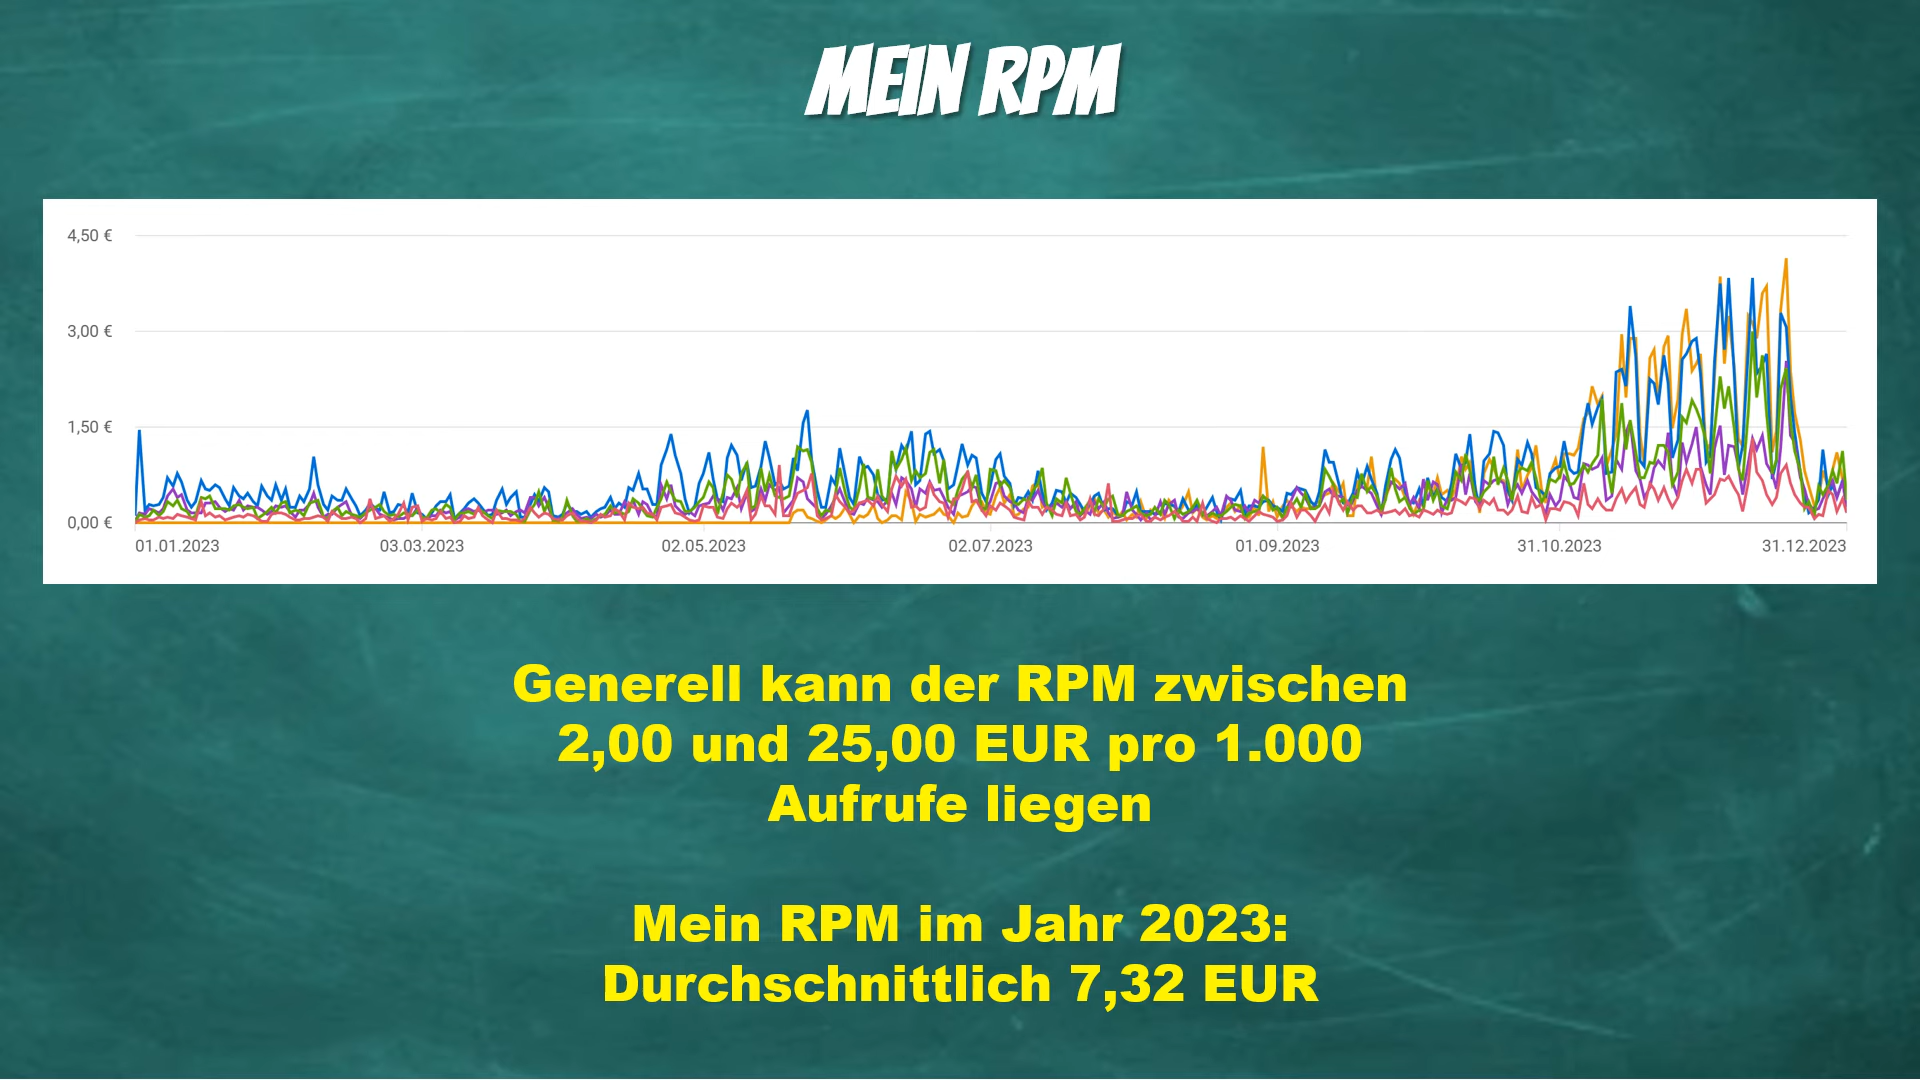 MEIN RPM
4,50 €
3,00 €
1,50 €
0,00 €
01.01.2023 03.03.2023 02.05.2023 02.07.2023 01.09.2023 31.10.2023 31.12.2023
Generell kann der RPM zwischen
2,00 und 25,00 EUR pro 1.000
Aufrufe liegen
Mein RPM im Jahr 2023:
Durchschnittlich 7,32 EUR